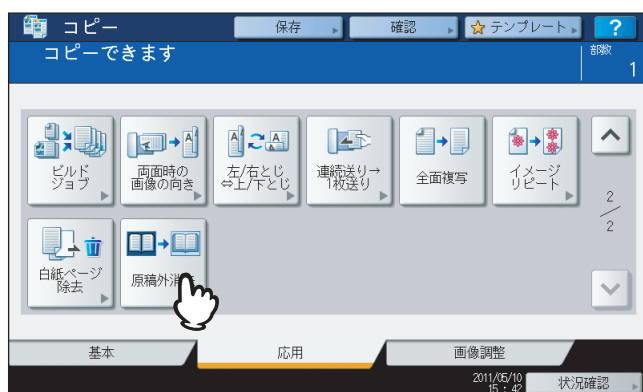 コピー
保存
確認
テンプレート
?
コピーできます
部数
1
ビルド
ジョブ
両面時の
画像の向き
左/右とじ
⇔上/下とじ
連続送り→
1枚送り
全面複写
イメージ
リピート
2
2
白紙ページ
除去
原稿外消
基本
応用
画像調整
2011/05/10
15 : 42
状況確認